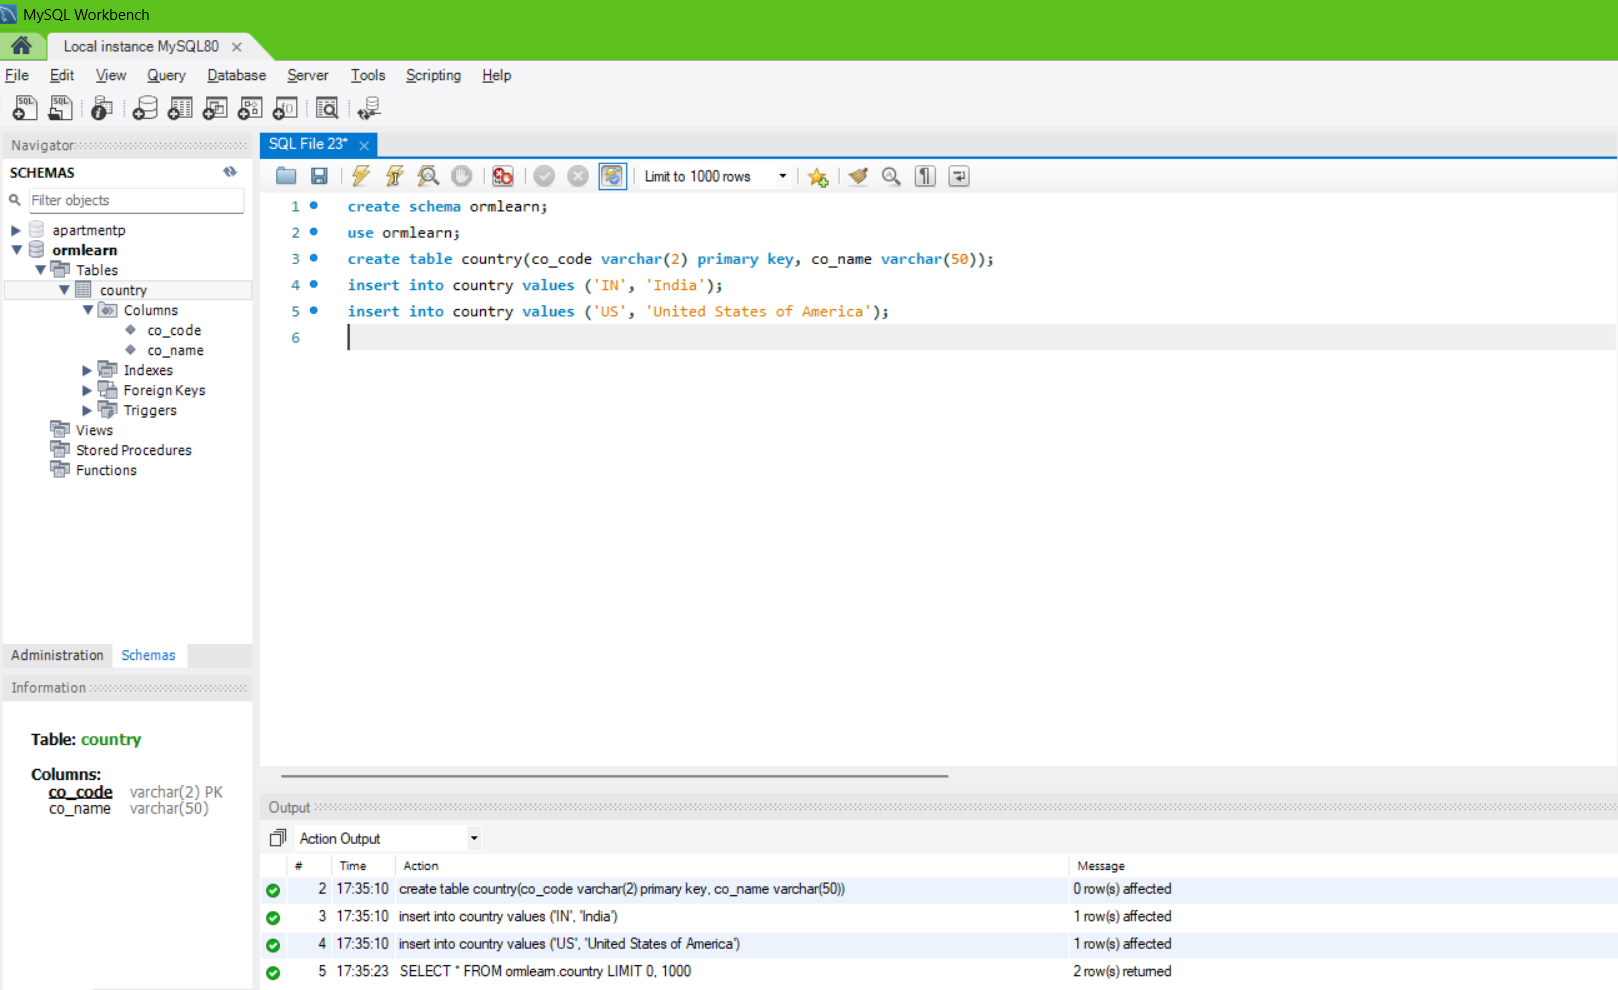 MySQL Workbench
Local instance MySQL80
File Edit View Query Database Server Tools Scripting Help
Navigator
SCHEMAS
Filter objects
apartmentp
ormlearn
Tables
country
Columns
co_code
co_name
Indexes
Foreign Keys
Triggers
Views
Stored Procedures
Functions
Administration Schemas
Information
Table: country
Columns:
co_code varchar(2) PK
co_name varchar(50)
SQL File 23*
Limit to 1000 rows
1 create schema ormlearn;
2 use ormlearn;
3 create table country(co_code varchar(2) primary key, co_name varchar(50));
4 insert into country values ('IN', 'India');
5 insert into country values ('US', 'United States of America');
6
Output
Action Output
# Time Action Message
2 17:35:10 create table country(co_code varchar(2) primary key, co_name varchar(50)) 0 row(s) affected
3 17:35:10 insert into country values ('IN', 'India') 1 row(s) affected
4 17:35:10 insert into country values ('US', 'United States of America') 1 row(s) affected
5 17:35:23 SELECT * FROM ormlearn.country LIMIT 0, 1000 2 row(s) returned